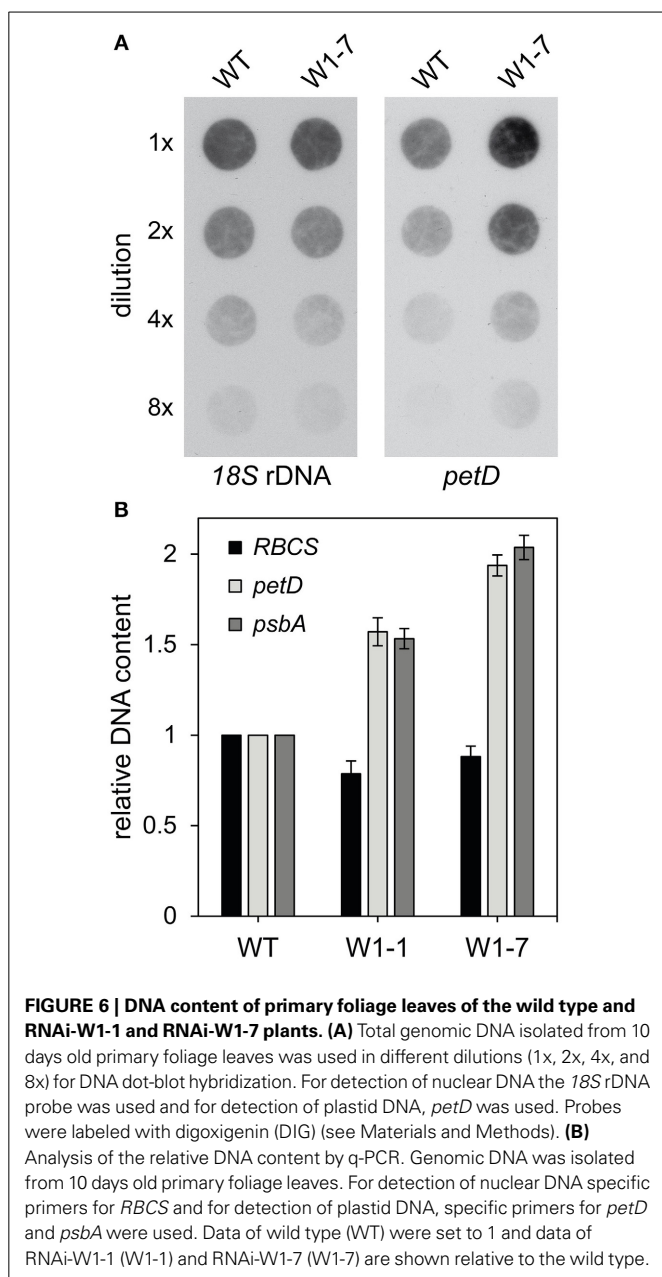 A
WT W1-7 WT W1-7
1x
2x
4x
8x
dilution
18S rDNA petD
B
RBCS
petD
psbA
2
1.5
1
0.5
0
relative DNA content
WT W1-1 W1-7
FIGURE 6 | DNA content of primary foliage leaves of the wild type and
RNAi-W1-1 and RNAi-W1-7 plants. (A) Total genomic DNA isolated from 10
days old primary foliage leaves was used in different dilutions (1x, 2x, 4x, and
8x) for DNA dot-blot hybridization. For detection of nuclear DNA the 18S rDNA
probe was used and for detection of plastid DNA, petD was used. Probes
were labeled with digoxigenin (DIG) (see Materials and Methods). (B)
Analysis of the relative DNA content by q-PCR. Genomic DNA was isolated
from 10 days old primary foliage leaves. For detection of nuclear DNA specific
primers for RBCS and for detection of plastid DNA, specific primers for petD
and psbA were used. Data of wild type (WT) were set to 1 and data of
RNAi-W1-1 (W1-1) and RNAi-W1-7 (W1-7) are shown relative to the wild type.